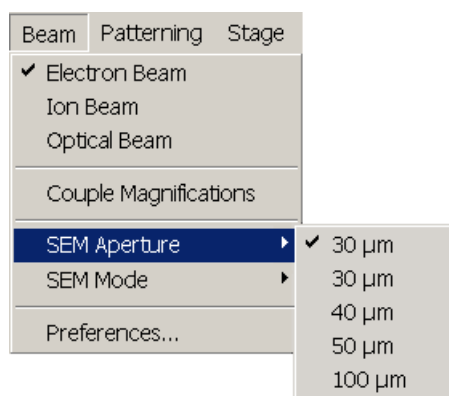 Beam Patterning Stage
Electron Beam
Ion Beam
Optical Beam
Couple Magnifications
SEM Aperture
SEM Mode
Preferences...
30 µm
30 µm
40 µm
50 µm
100 µm